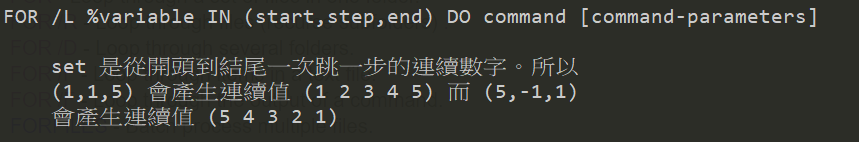 FOR /L %variable IN (start,step,end) DO command [command-parameters]
set 是從開頭到結尾一次跳一步的連續數字。所以
(1,1,5) 會產生連續值 (1 2 3 4 5) 而 (5,-1,1)
會產生連續值 (5 4 3 2 1)